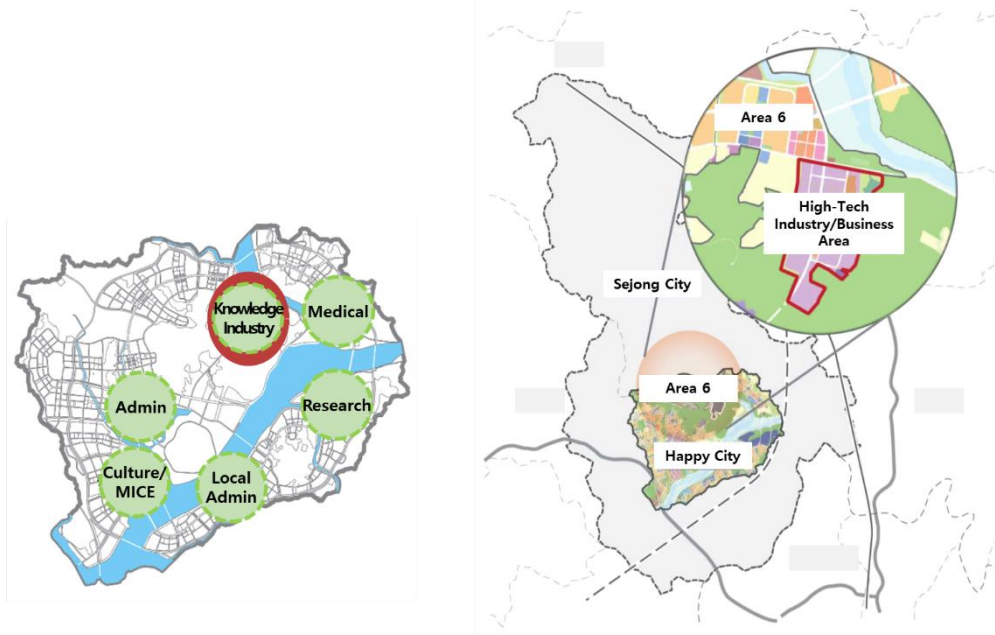 Knowledge
Industry
Medical
Admin
Research
Culture/
MICE
Local
Admin
Area 6
High-Tech
Industry/Business
Area
Sejong City
Area 6
Happy City